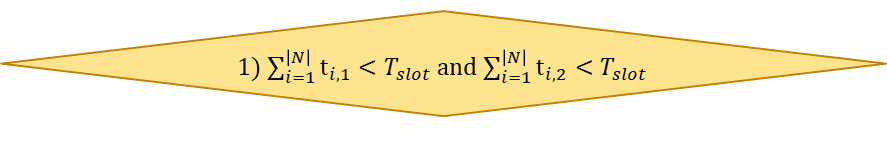 1) ∑_{i=1}^{|N|} t_{i,1} < T_{slot} and ∑_{i=1}^{|N|} t_{i,2} < T_{slot}